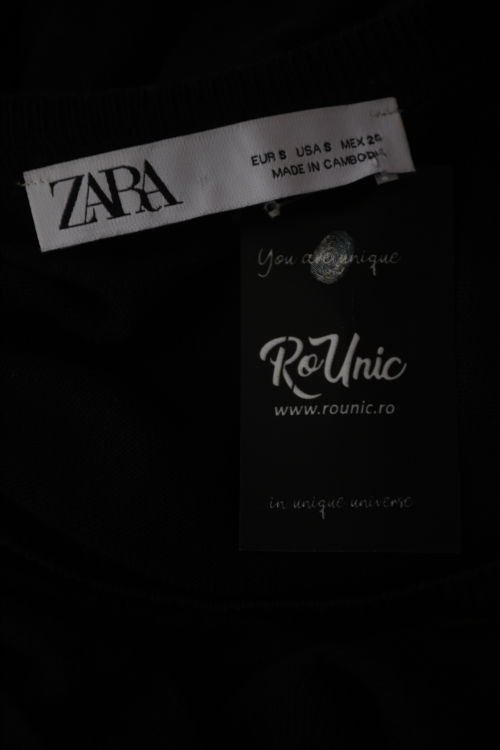 ZARA
EUR S USA S MEX 26
MADE IN CAMBODIA
You are unique
RoUnic
www.rounic.ro
in unique universe